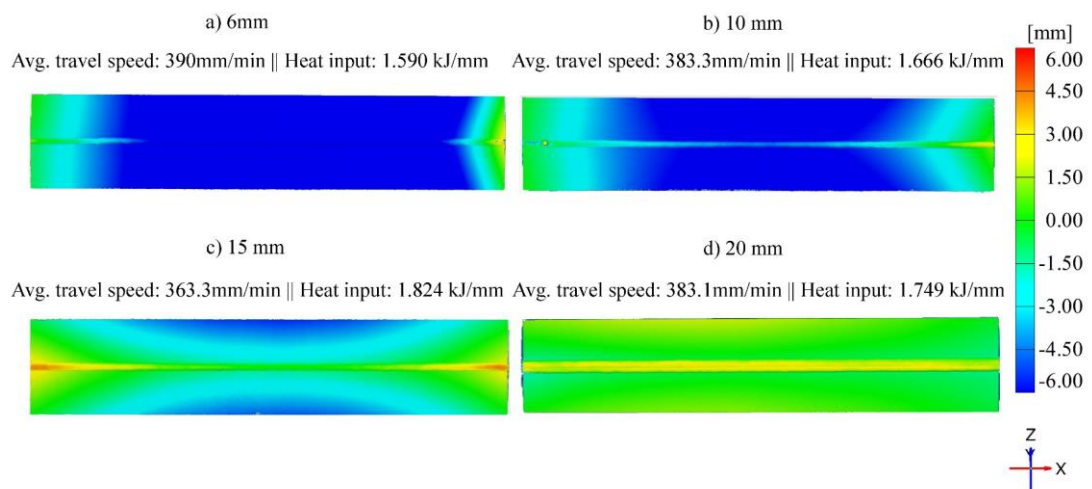 a) 6mm
Avg. travel speed: 390mm/min || Heat input: 1.590 kJ/mm
b) 10 mm
Avg. travel speed: 383.3mm/min || Heat input: 1.666 kJ/mm
c) 15 mm
Avg. travel speed: 363.3mm/min || Heat input: 1.824 kJ/mm
d) 20 mm
Avg. travel speed: 383.1mm/min || Heat input: 1.749 kJ/mm
[mm]
6.00
4.50
3.00
1.50
0.00
-1.50
-3.00
-4.50
-6.00
Z
Y
X